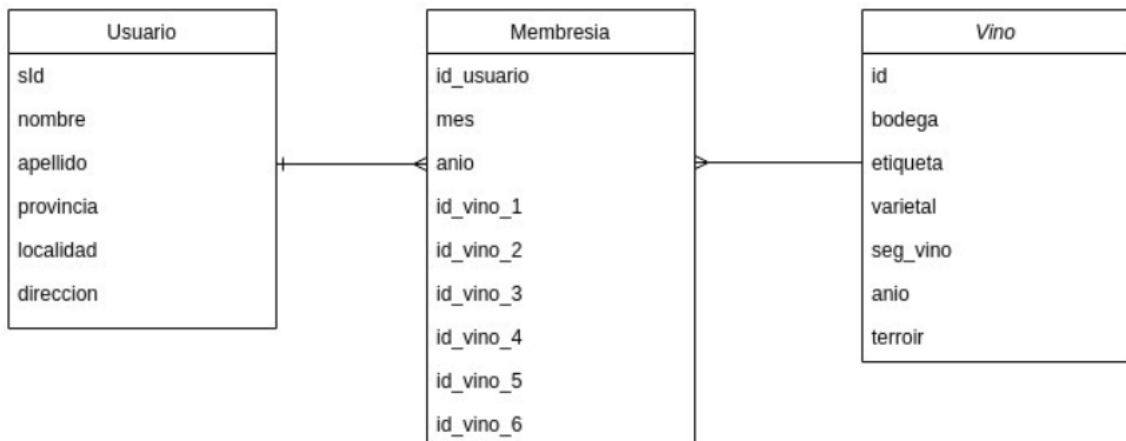 Usuario
sId
nombre
apellido
provincia
localidad
direccion
Membresia
id_usuario
mes
anio
id_vino_1
id_vino_2
id_vino_3
id_vino_4
id_vino_5
id_vino_6
Vino
id
bodega
etiqueta
varietal
seg_vino
anio
terroir